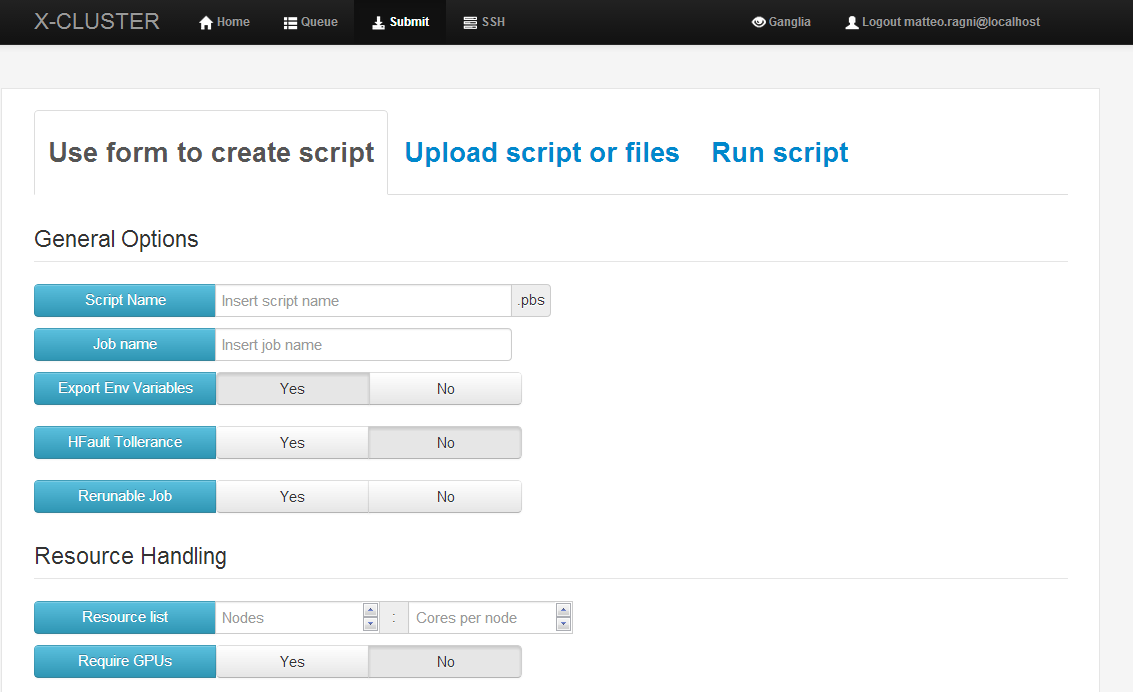 X-CLUSTER Home Queue Submit SSH Ganglia Logout matteo.ragni@localhost
Use form to create script Upload script or files Run script
General Options
Script Name Insert script name .pbs
Job name Insert job name
Export Env Variables Yes No
HFault Tollerance Yes No
Rerunable Job Yes No
Resource Handling
Resource list Nodes : Cores per node
Require GPUs Yes No